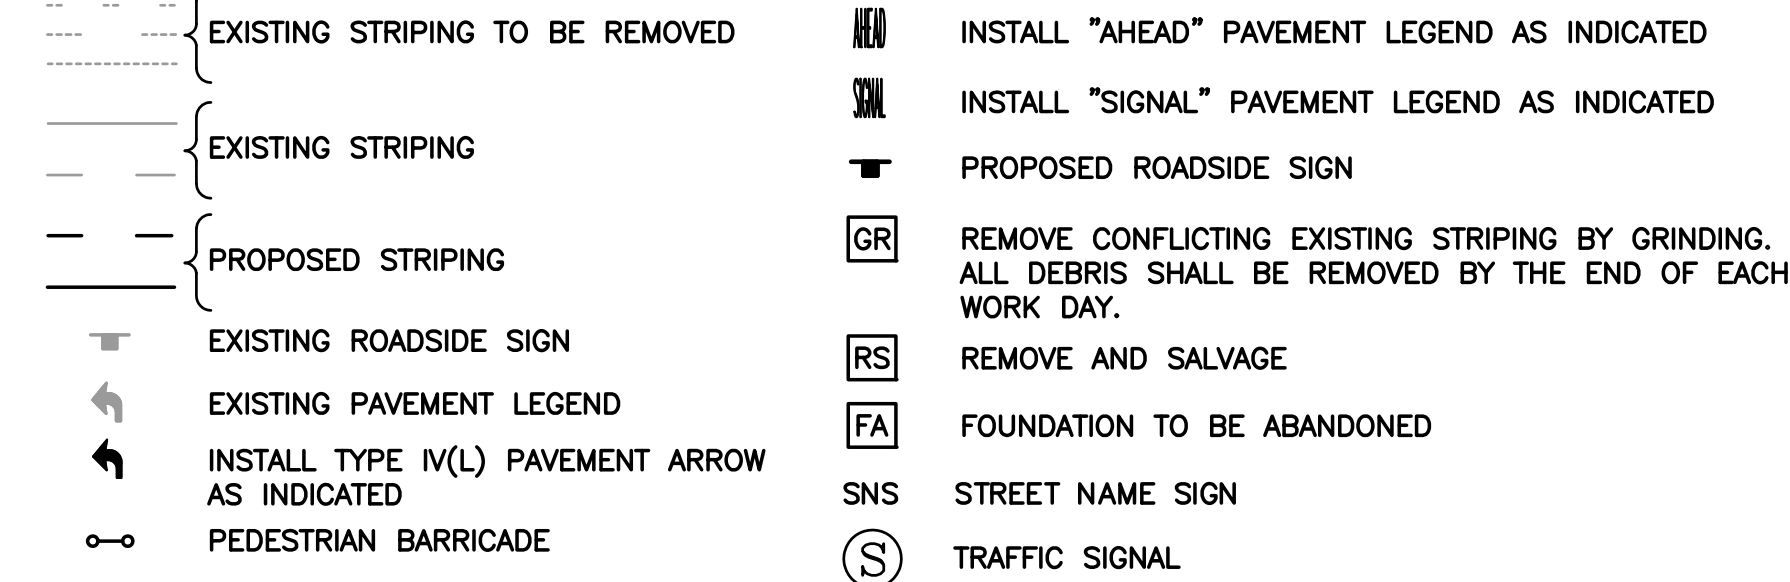 EXISTING STRIPING TO BE REMOVED
EXISTING STRIPING
PROPOSED STRIPING
EXISTING ROADSIDE SIGN
EXISTING PAVEMENT LEGEND
INSTALL TYPE IV(L) PAVEMENT ARROW
AS INDICATED
PEDESTRIAN BARRICADE
AHEAD INSTALL "AHEAD" PAVEMENT LEGEND AS INDICATED
SIGNAL INSTALL "SIGNAL" PAVEMENT LEGEND AS INDICATED
PROPOSED ROADSIDE SIGN
GR REMOVE CONFLICTING EXISTING STRIPING BY GRINDING.
ALL DEBRIS SHALL BE REMOVED BY THE END OF EACH
WORK DAY.
RS REMOVE AND SALVAGE
FA FOUNDATION TO BE ABANDONED
SNS STREET NAME SIGN
S TRAFFIC SIGNAL